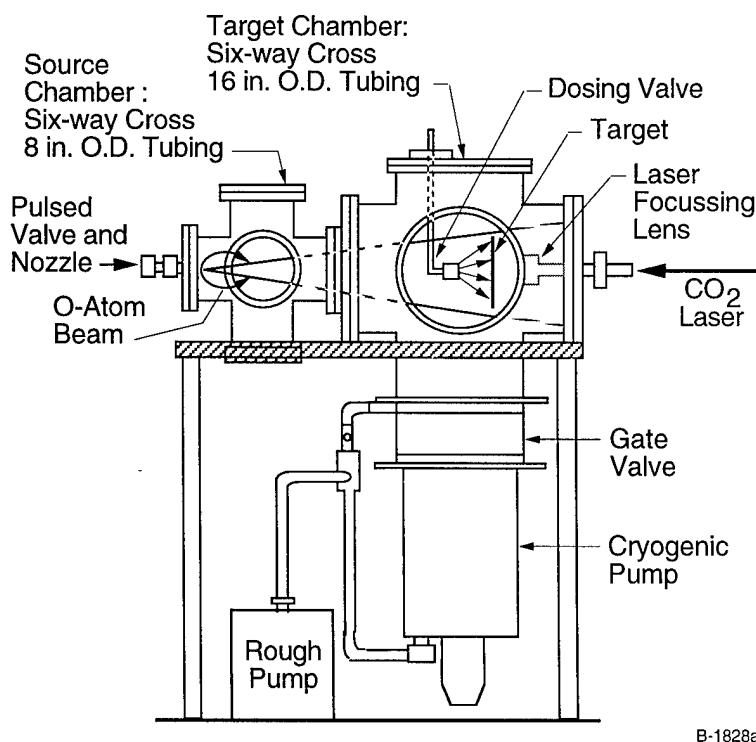 Target Chamber:
Six-way Cross
16 in. O.D. Tubing
Source
Chamber :
Six-way Cross
8 in. O.D. Tubing
Dosing Valve
Target
Laser
Focussing
Lens
Pulsed
Valve and
Nozzle
O-Atom
Beam
CO2
Laser
Gate
Valve
Cryogenic
Pump
Rough
Pump
B-1828a